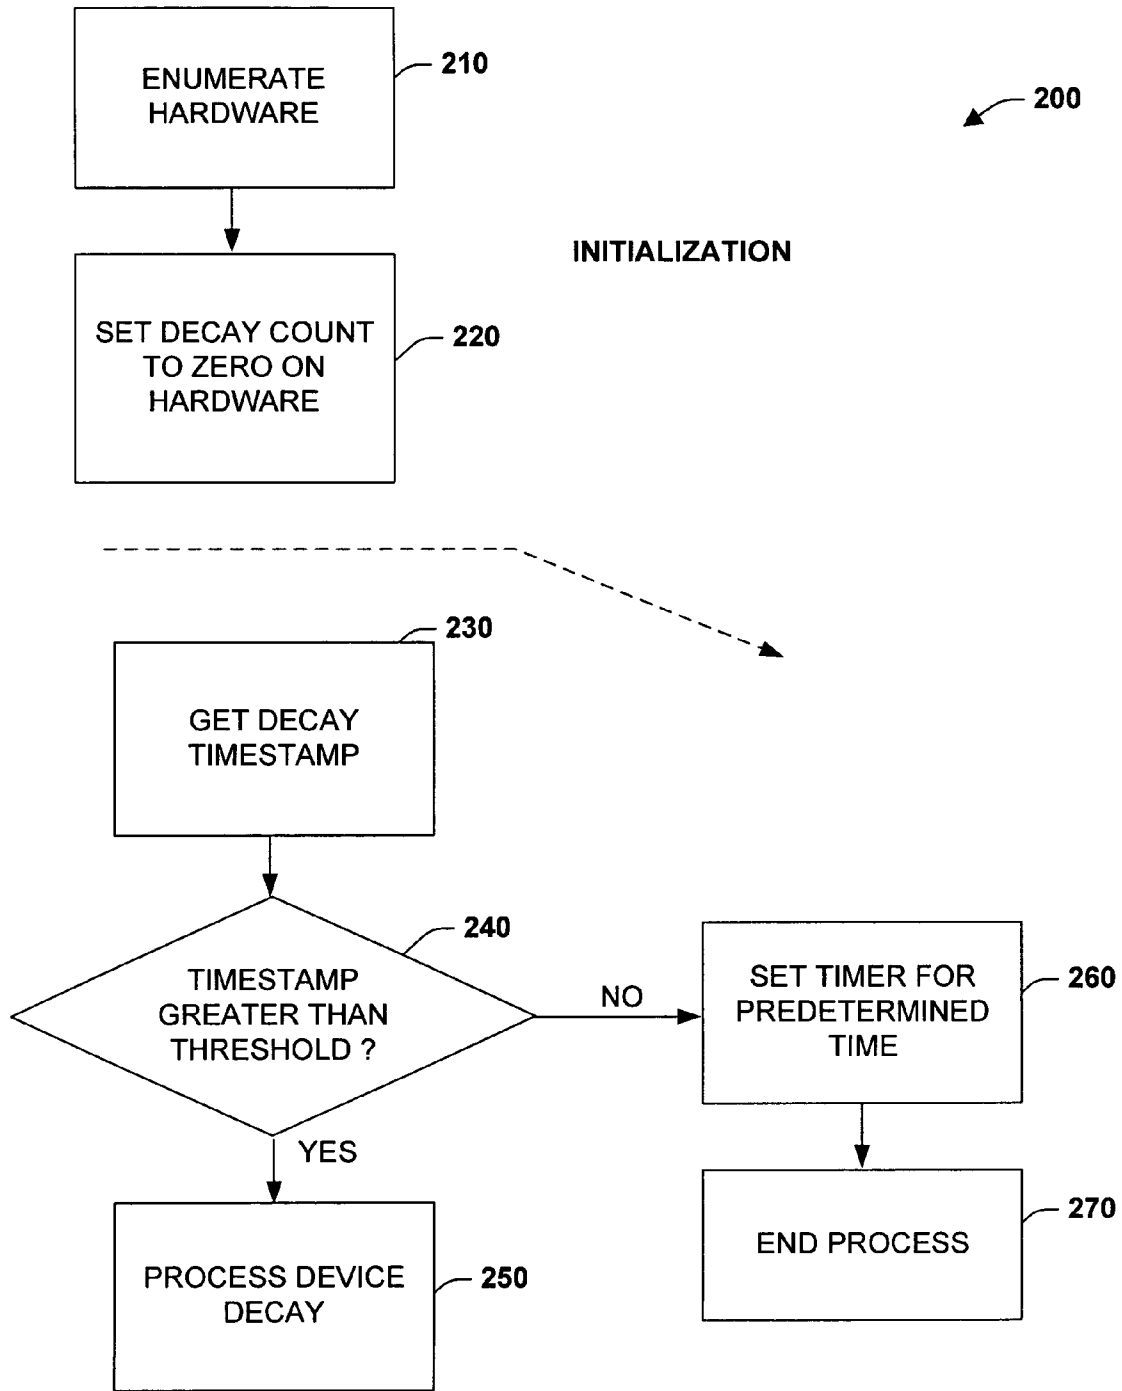 ENUMERATE
HARDWARE
210
200
INITIALIZATION
SET DECAY COUNT
TO ZERO ON
HARDWARE
220
230
GET DECAY
TIMESTAMP
240
TIMESTAMP
GREATER THAN
THRESHOLD ?
NO
SET TIMER FOR
PREDETERMINED
TIME
260
YES
END PROCESS
270
PROCESS DEVICE
DECAY
250